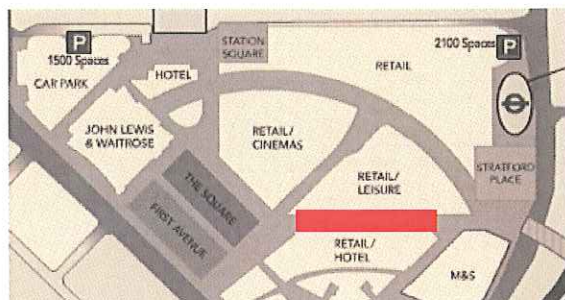 P
1500 Spaces
CAR PARK
HOTEL
STATION
SQUARE
2100 Spaces
P
RETAIL
JOHN LEWIS
& WAITROSE
RETAIL/
CINEMAS
THE SQUARE
FIRST AVENUE
RETAIL/
LEISURE
STRATFORD
PLACE
RETAIL/
HOTEL
M&S